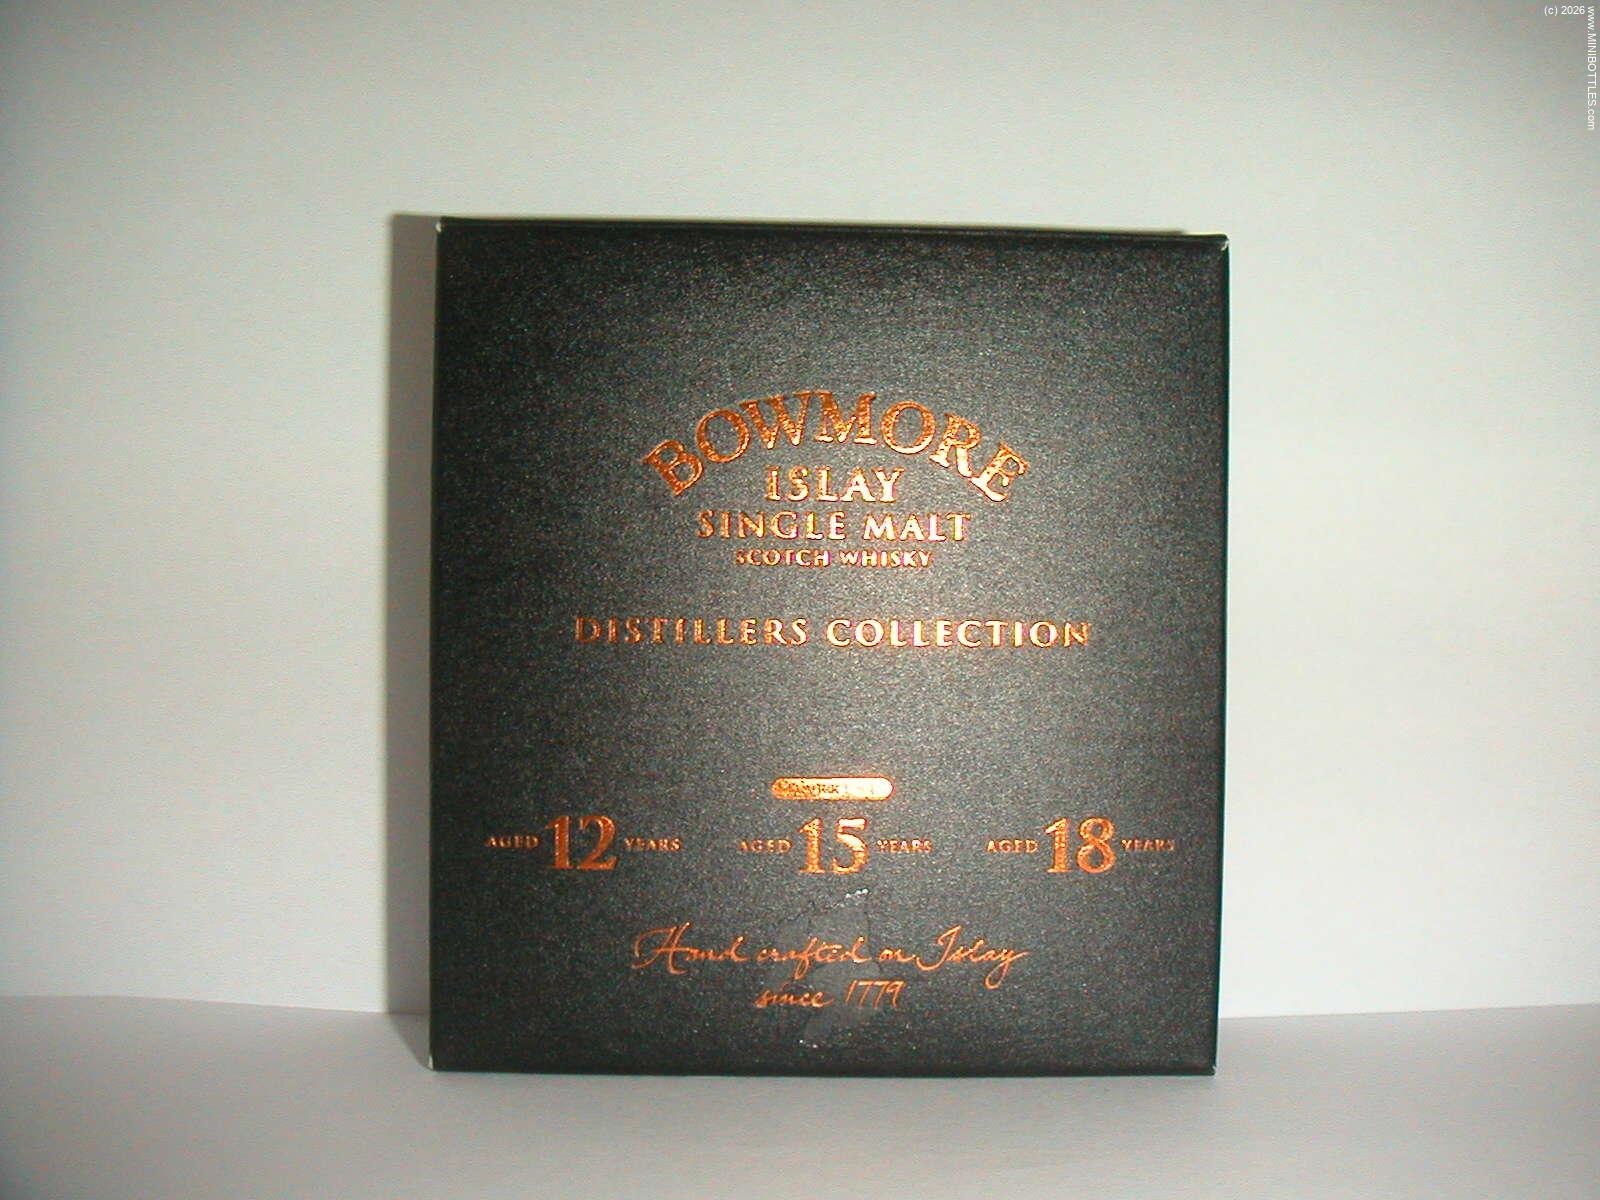 (c) 2026 www.MINIBOTTLES.com
BOWMORE
ISLAY
SINGLE MALT
SCOTCH WHISKY
DISTILLERS COLLECTION
AGED 12 YEARS AGED 15 YEARS AGED 18 YEARS
Hand crafted on Islay
since 1779